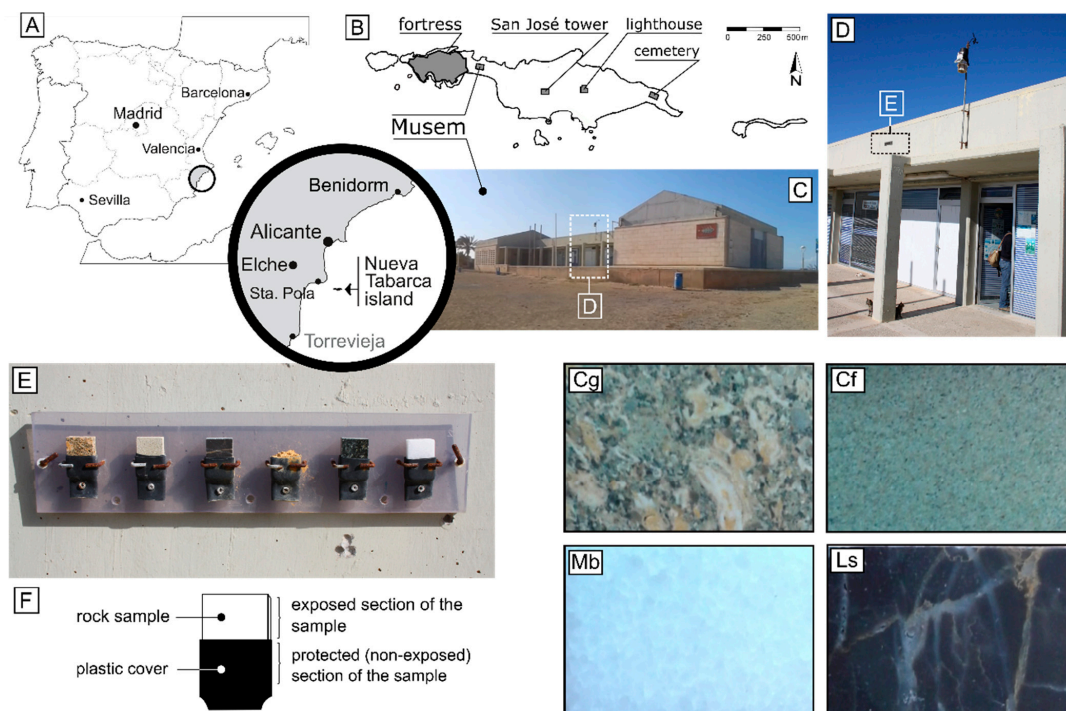 A
Barcelona
Madrid
Valencia
Sevilla
Benidorm
Alicante
Elche
Sta. Pola
Nueva
Tabarca
island
Torrevieja
B
fortress
San José tower
lighthouse
cemetery
Musem
0 250 500m
N
C
D
D
E
E
F
rock sample
exposed section of the
sample
plastic cover
protected (non-exposed)
section of the sample
Cg
Cf
Mb
Ls